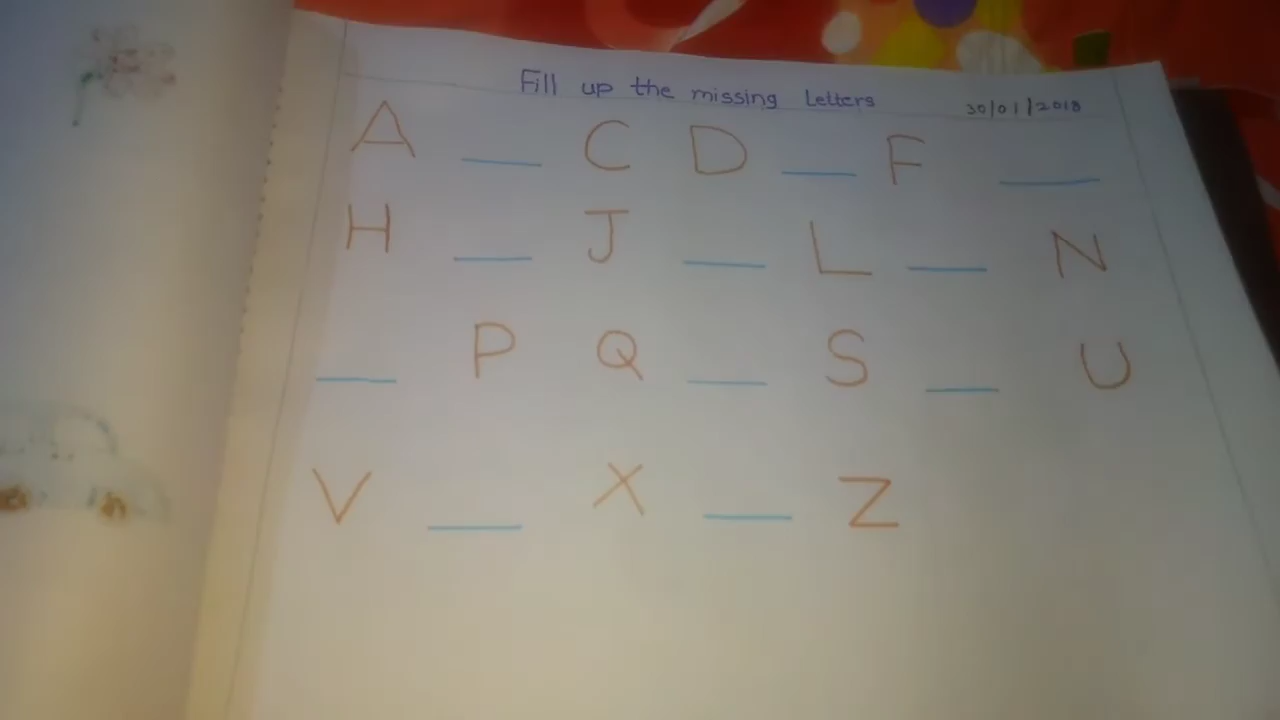 Fill up the missing Letters
30/01/2018
A __ C D __ F __
H __ J __ L __ N
__ P Q __ S __ U
V __ X __ Z